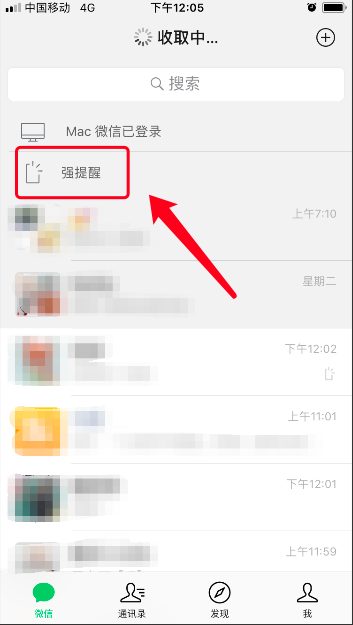 中国移动 4G 下午12:05
收取中...
搜索
Mac 微信已登录
强提醒
上午7:10
星期二
下午12:02
上午11:01
下午12:01
上午11:59
微信 通讯录 发现 我